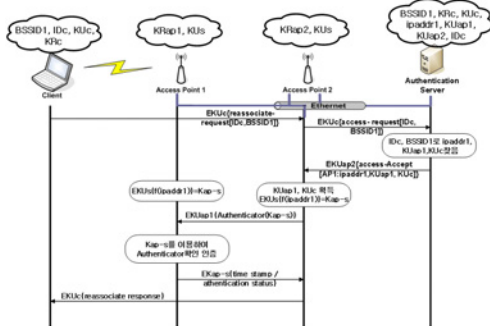 BSSID1, IDc, KUc,
KRc
KRap1, KUs
KRap2, KUs
BSSID1, KRc, KUc,
ipaddr1, KUap1,
KUap2, IDc
Client
Access Point 1
Access Point 2
Authentication
Server
Ethernet
EKUc[reassociate-
request[IDc,BSSID1]]
EKUc[access- request[IDc,
BSSID1]]
IDc, BSSID1로 ipaddr1,
KUap1,KUc찾음
EKUap2[access-Accept
[AP1:ipaddr1,KUap1, KUc]]
EKUs(f(ipaddr1))=Kap-s
KUap1, KUc 획득
EKUs(f(ipaddr1))=Kap-s
EKUap1(Authenticator(Kap-s))
Kap-s를 이용하여
Authenticator확인 인증
EKap-s(time stamp /
athentication status)
EKUc(reassociate response)